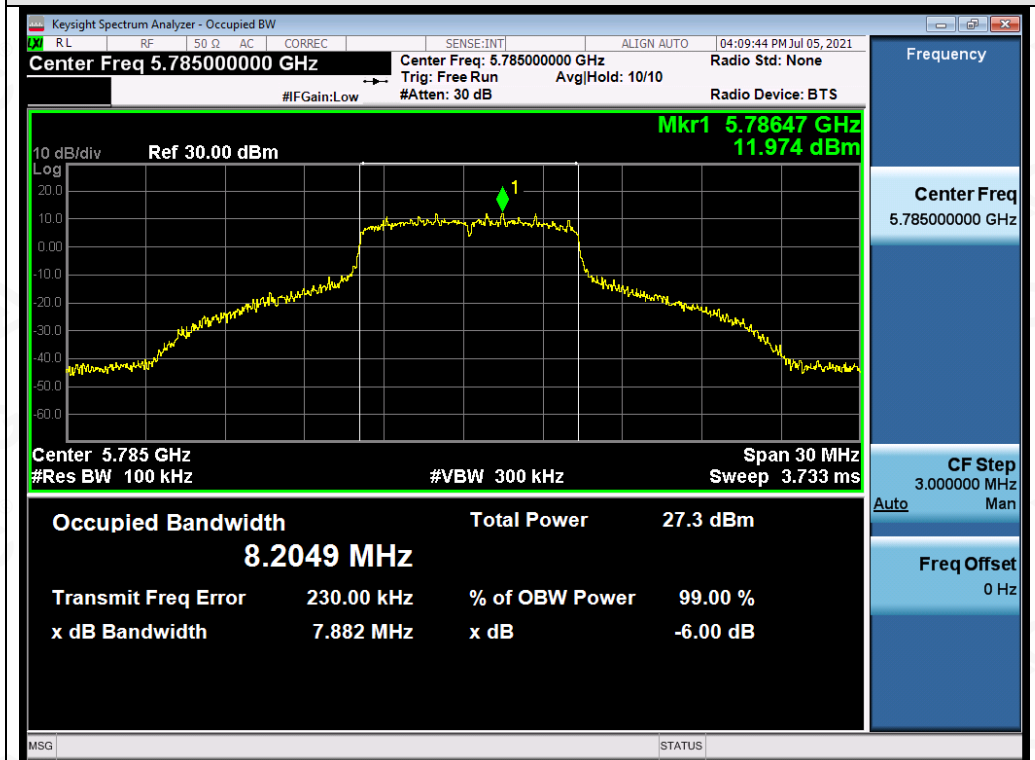 Keysight Spectrum Analyzer - Occupied BW
LXI RL RF 50 Ω AC CORREC SENSE:INT ALIGN AUTO 04:09:44 PM Jul 05, 2021
Center Freq 5.785000000 GHz
Center Freq: 5.785000000 GHz
Radio Std: None
Trig: Free Run Avg|Hold: 10/10
#IFGain:Low
#Atten: 30 dB
Radio Device: BTS
Frequency
Mkr1 5.78647 GHz
11.974 dBm
10 dB/div Ref 30.00 dBm
Log
20.0
10.0
0.00
-10.0
-20.0
-30.0
-40.0
-50.0
-60.0
1
Center 5.785 GHz
Span 30 MHz
#Res BW 100 kHz
#VBW 300 kHz
Sweep 3.733 ms
Center Freq
5.785000000 GHz
CF Step
3.000000 MHz
Auto Man
Freq Offset
0 Hz
Occupied Bandwidth
8.2049 MHz
Total Power 27.3 dBm
Transmit Freq Error 230.00 kHz
% of OBW Power 99.00 %
x dB Bandwidth 7.882 MHz
x dB -6.00 dB
MSG
STATUS